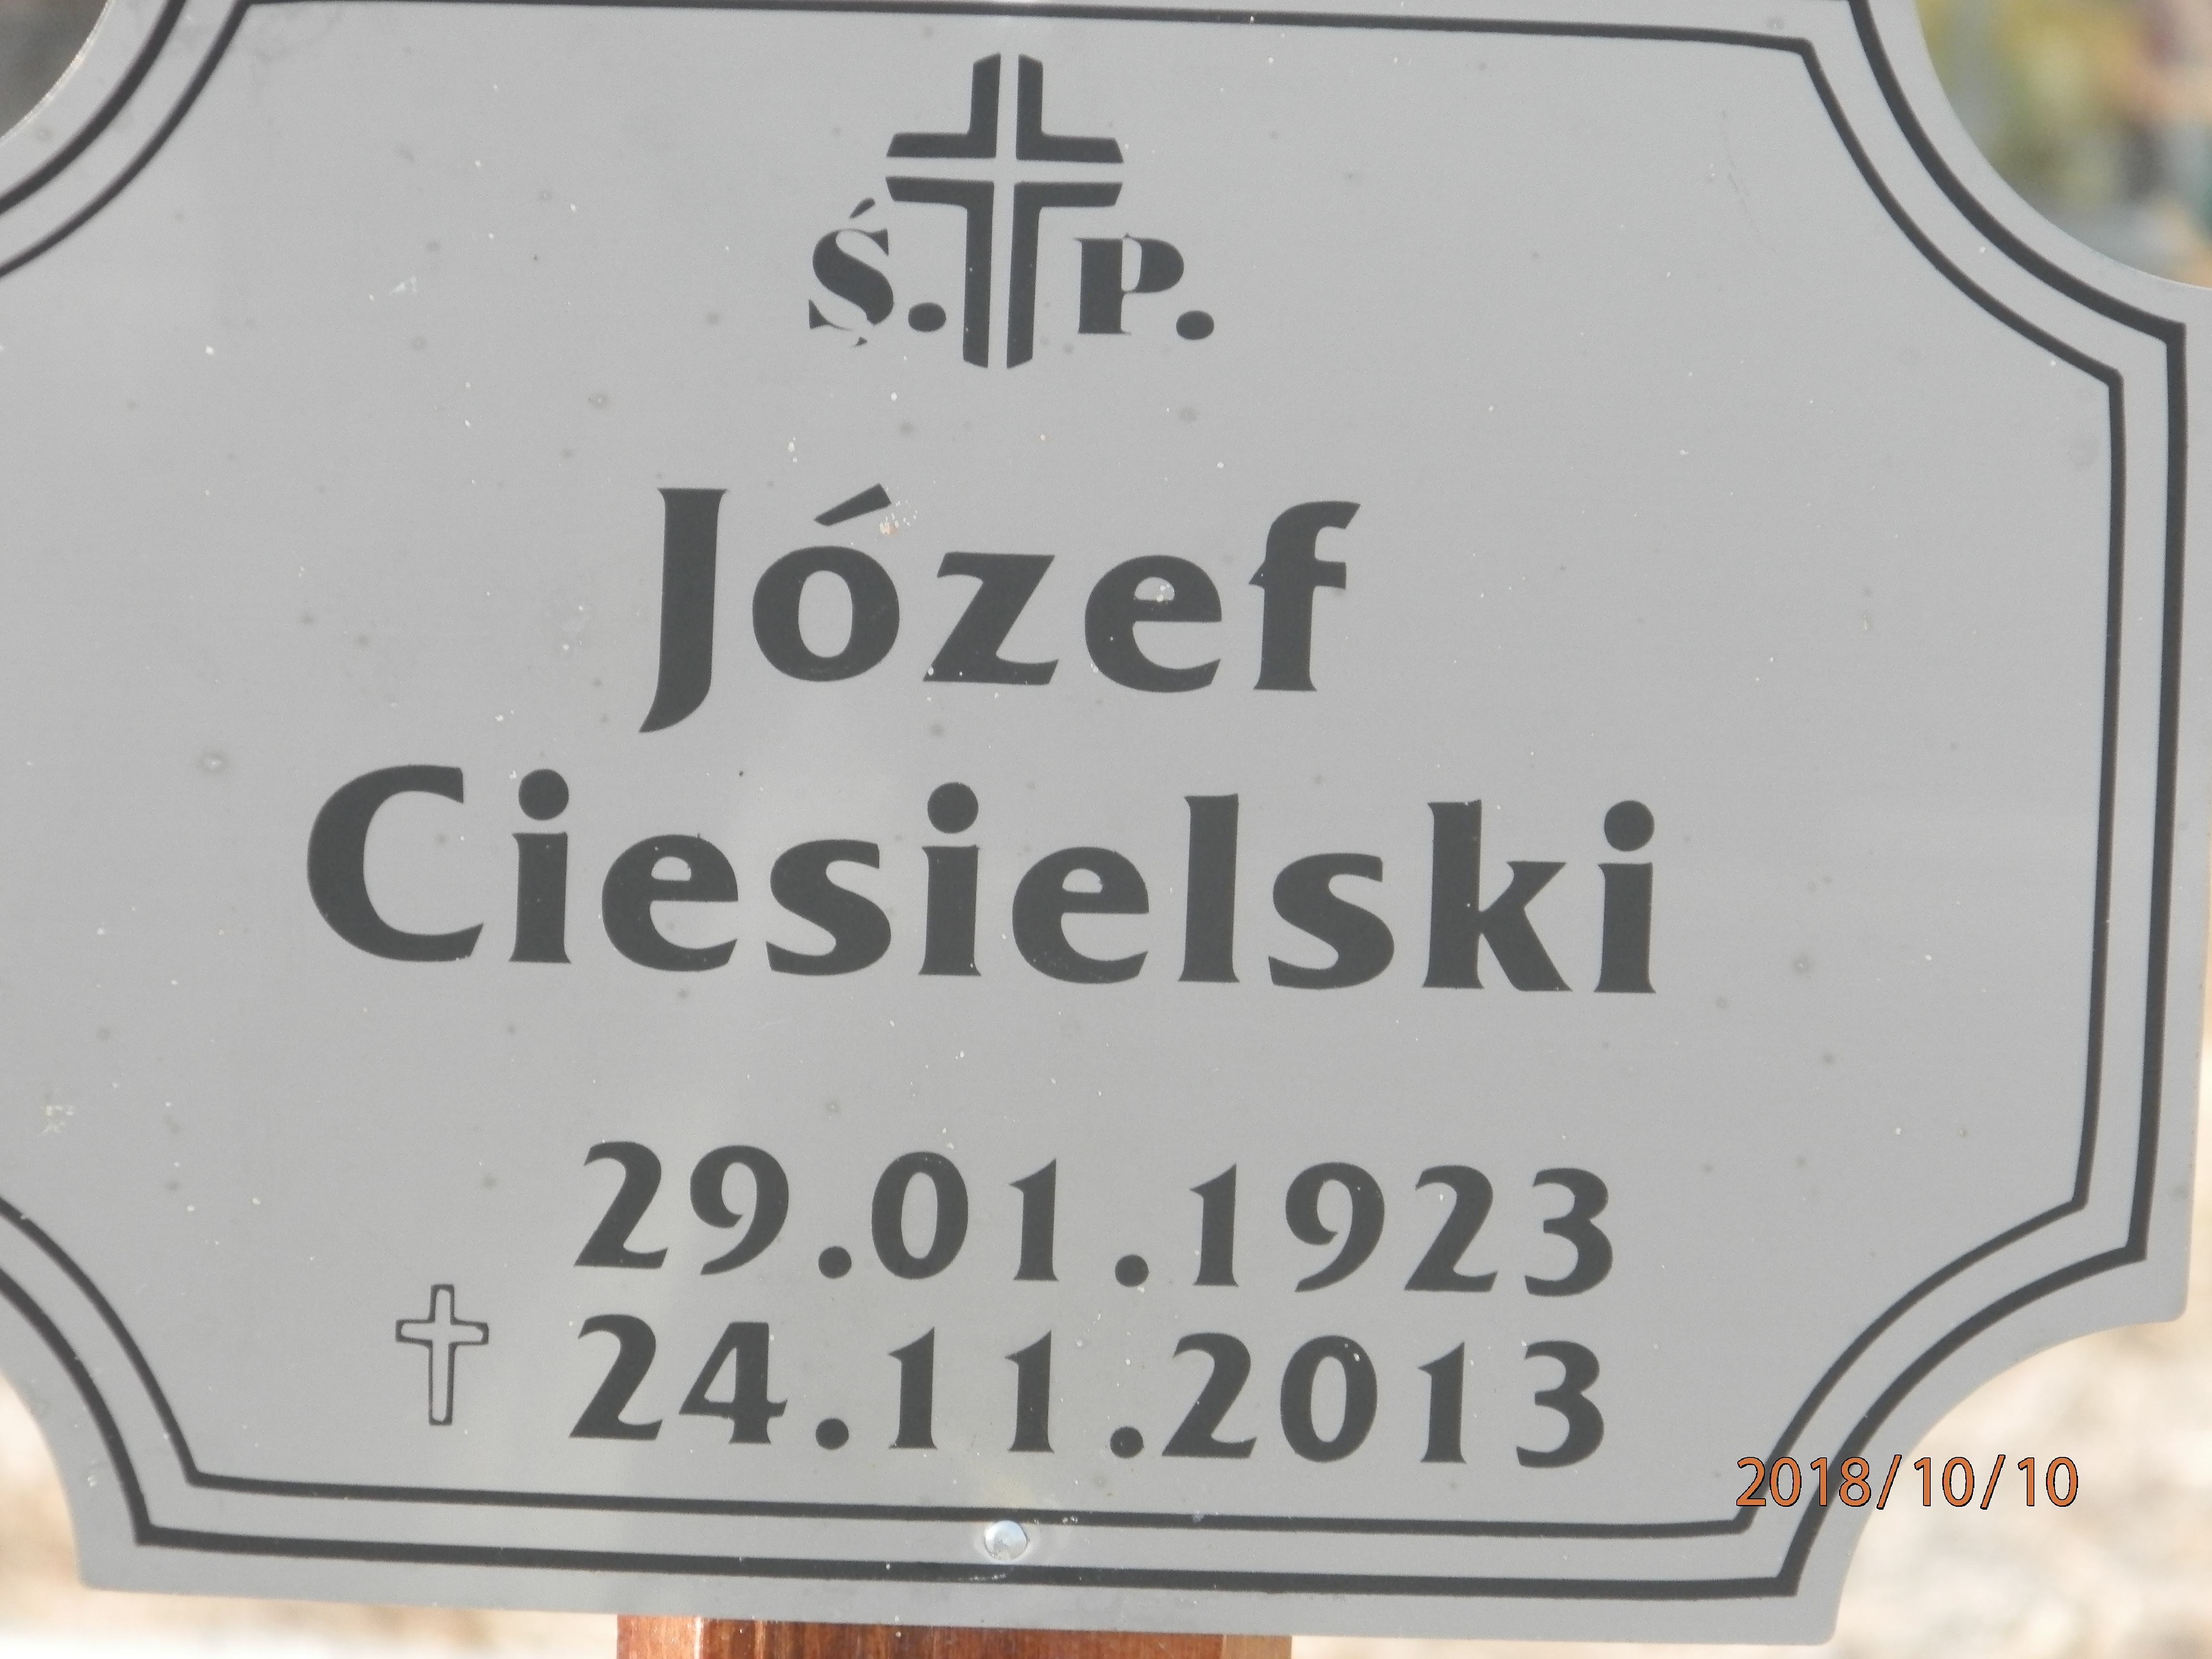 Ś. P.
Józef
Ciesielski
29.01.1923
24.11.2013
2018/10/10